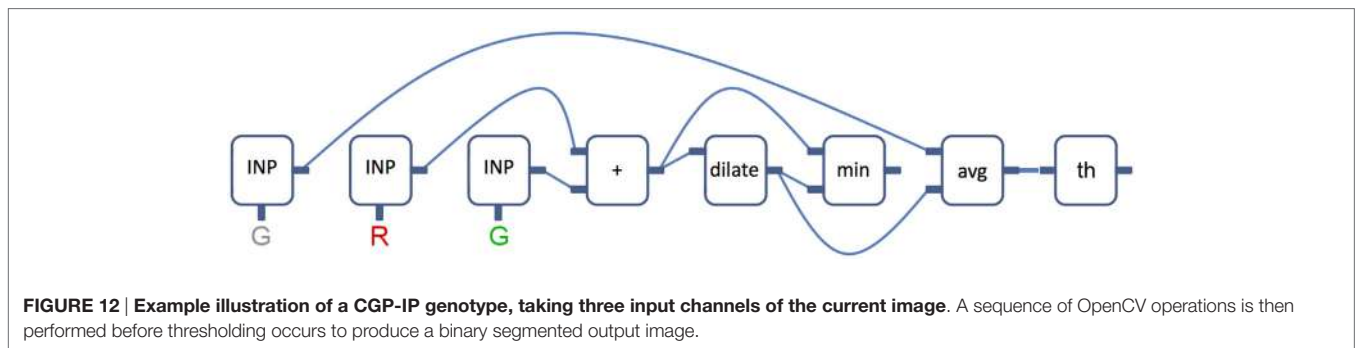 INP INP INP + dilate min avg th
G R G
FIGURE 12 | Example illustration of a CGP-IP genotype, taking three input channels of the current image. A sequence of OpenCV operations is then
performed before thresholding occurs to produce a binary segmented output image.